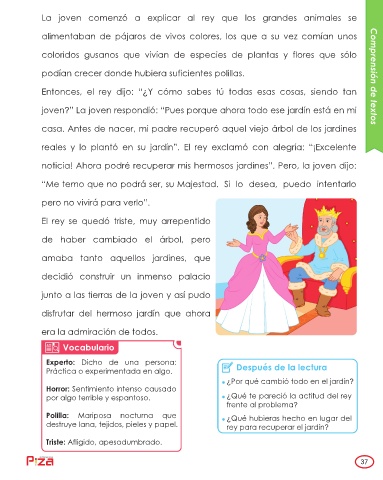 La joven comenzó a explicar al rey que los grandes animales se
alimentaban de pájaros de vivos colores, los que a su vez comían unos
coloridos gusanos que vivían de especies de plantas y flores que sólo
podían crecer donde hubiera suficientes polillas.
Entonces, el rey dijo: “¿Y cómo sabes tú todas esas cosas, siendo tan
joven?” La joven respondió: “Pues porque ahora todo ese jardín está en mi
casa. Antes de nacer, mi padre recuperó aquel viejo árbol de los jardines
reales y lo plantó en su jardín”. El rey exclamó con alegría: “¡Excelente
noticia! Ahora podré recuperar mis hermosos jardines”. Pero, la joven dijo:
“Me temo que no podrá ser, su Majestad. Si lo desea, puedo intentarlo
pero no vivirá para verlo”.
El rey se quedó triste, muy arrepentido
de haber cambiado el árbol, pero
amaba tanto aquellos jardines, que
decidió construir un inmenso palacio
junto a las tierras de la joven y así pudo
disfrutar del hermoso jardín que ahora
era la admiración de todos.
Vocabulario
Experto: Dicho de una persona:
Práctica o experimentada en algo.
Horror: Sentimiento intenso causado
por algo terrible y espantoso.
Polilla: Mariposa nocturna que
destruye lana, tejidos, pieles y papel.
Triste: Afligido, apesadumbrado.
Después de la lectura
¿Por qué cambió todo en el jardín?
¿Qué te pareció la actitud del rey
frente al problema?
¿Qué hubieras hecho en lugar del
rey para recuperar el jardín?
Comprensión de textos
37